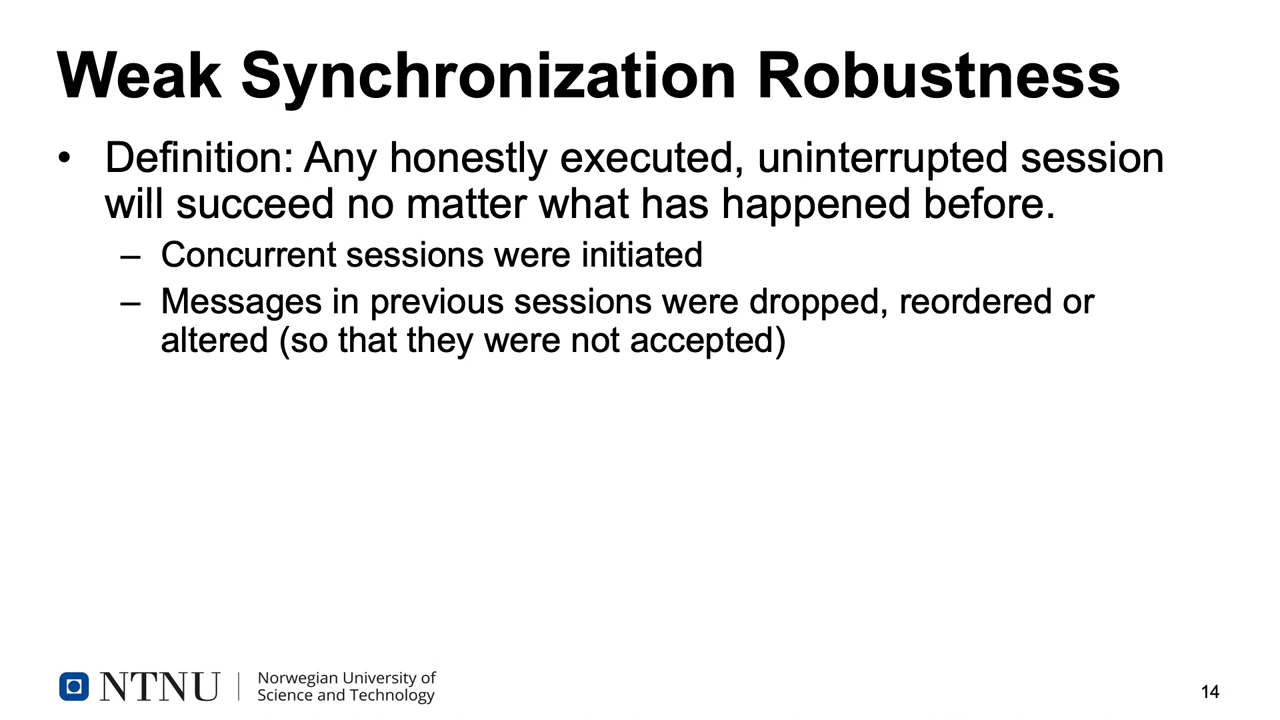 Weak Synchronization Robustness
• Definition: Any honestly executed, uninterrupted session
will succeed no matter what has happened before.
– Concurrent sessions were initiated
– Messages in previous sessions were dropped, reordered or
altered (so that they were not accepted)
NTNU
Norwegian University of
Science and Technology
14